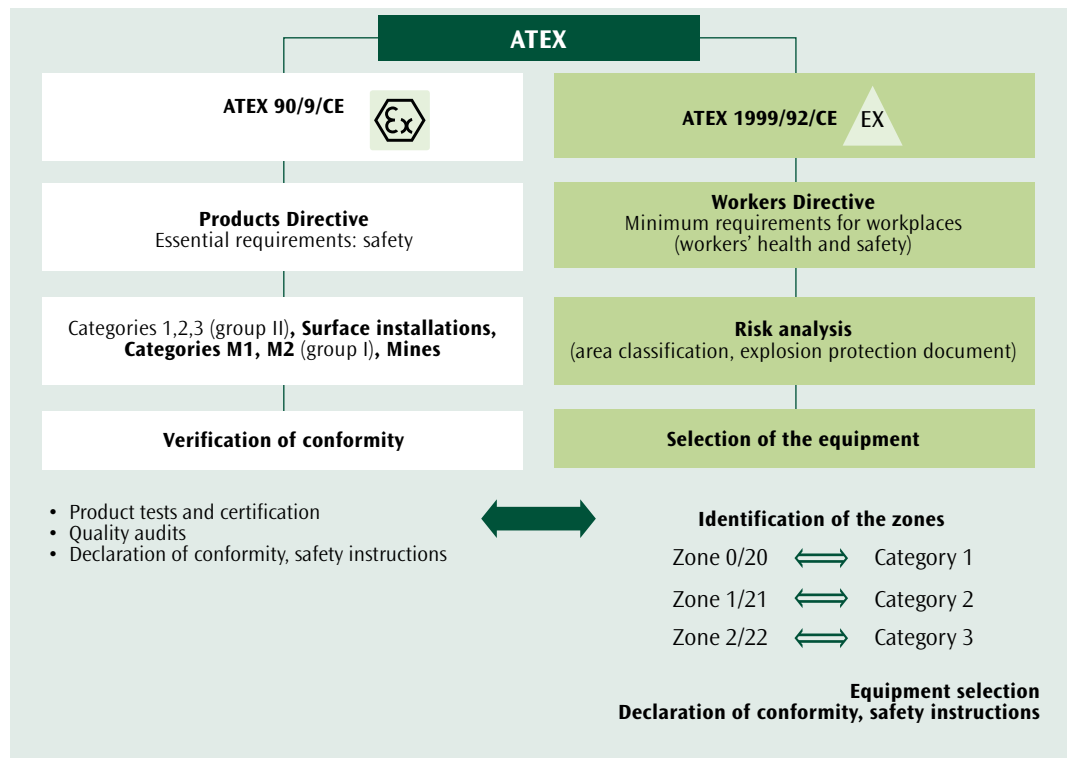 ATEX
ATEX 90/9/CE
Ex
ATEX 1999/92/CE
EX
Products Directive
Essential requirements: safety
Workers Directive
Minimum requirements for workplaces
(workers’ health and safety)
Categories 1,2,3 (group II), Surface installations,
Categories M1, M2 (group I), Mines
Risk analysis
(area classification, explosion protection document)
Verification of conformity
Selection of the equipment
• Product tests and certification
• Quality audits
• Declaration of conformity, safety instructions
Identification of the zones
Zone 0/20 Category 1
Zone 1/21 Category 2
Zone 2/22 Category 3
Equipment selection
Declaration of conformity, safety instructions